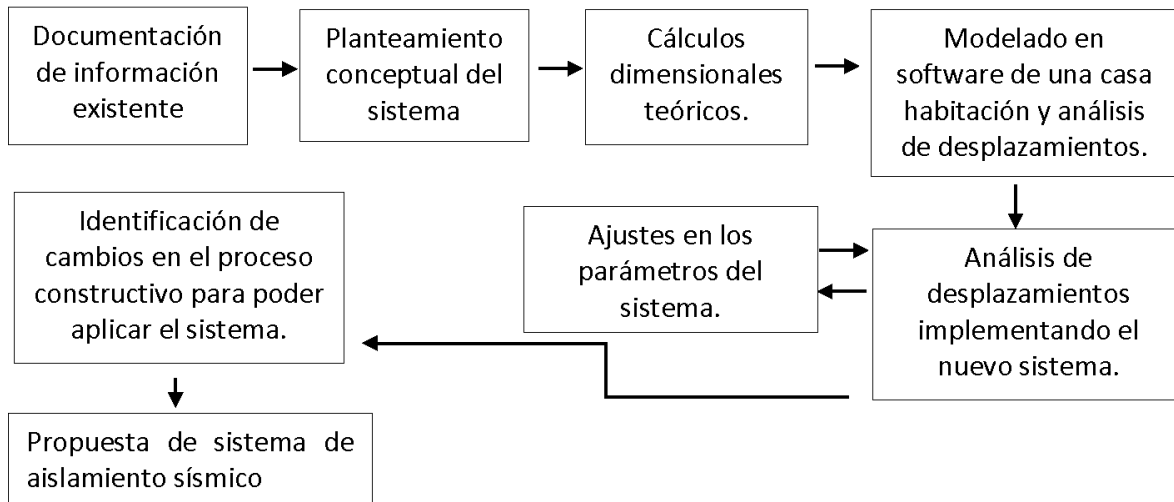 Documentación
de información
existente
Planteamiento
conceptual del
sistema
Cálculos
dimensionales
teóricos.
Modelado en
software de una casa
habitación y análisis
de desplazamientos.
Análisis de
desplazamientos
implementando el
nuevo sistema.
Ajustes en los
parámetros del
sistema.
Identificación de
cambios en el proceso
constructivo para poder
aplicar el sistema.
Propuesta de sistema de
aislamiento sísmico